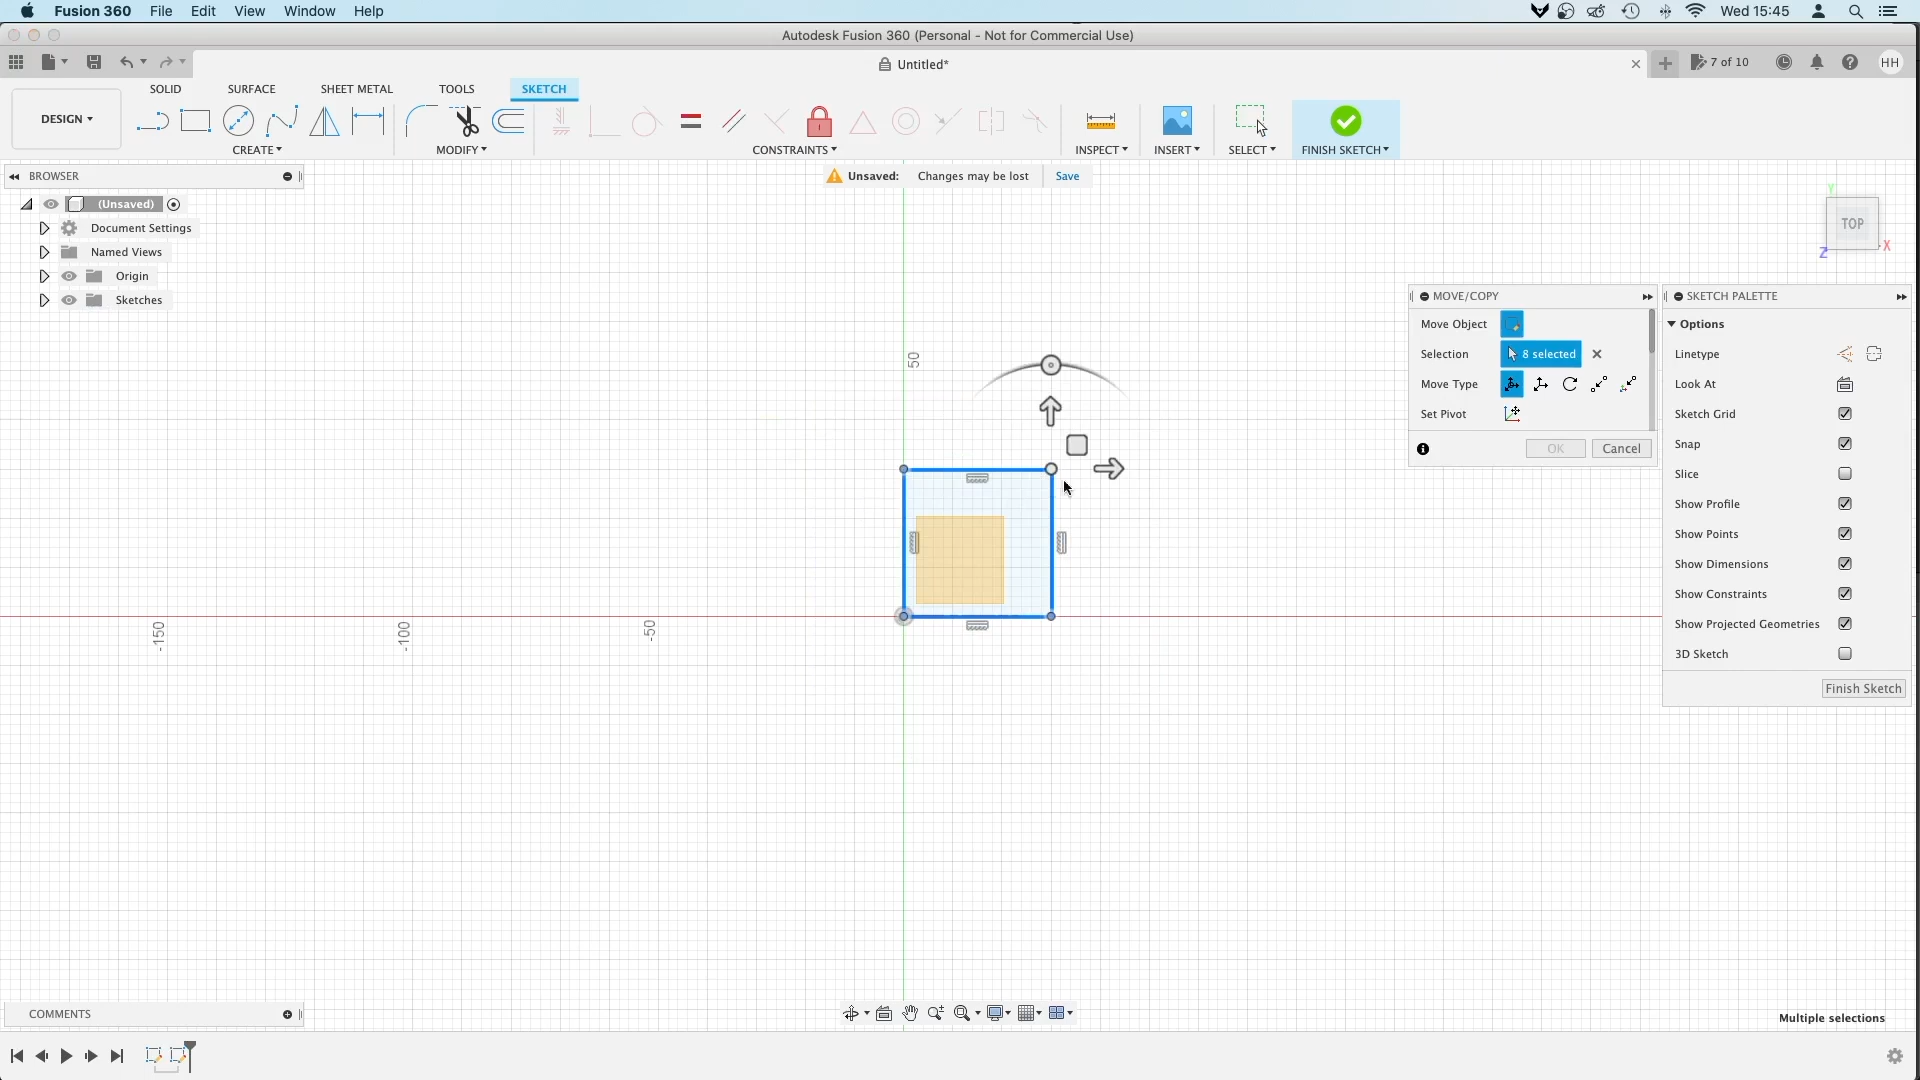 Fusion 360 File Edit View Window Help Wed 15:45
Autodesk Fusion 360 (Personal - Not for Commercial Use)
Untitled* 7 of 10 HH
SOLID SURFACE SHEET METAL TOOLS SKETCH
DESIGN
CREATE MODIFY CONSTRAINTS INSPECT INSERT SELECT FINISH SKETCH
BROWSER
Unsaved: Changes may be lost Save
(Unsaved)
Document Settings
Named Views
Origin
Sketches
Y
TOP
X
Z
MOVE/COPY
Move Object
Selection 8 selected
Move Type
Set Pivot
OK Cancel
SKETCH PALETTE
Options
Linetype
Look At
Sketch Grid
Snap
Slice
Show Profile
Show Points
Show Dimensions
Show Constraints
Show Projected Geometries
3D Sketch
Finish Sketch
50
-150 -100 -50
COMMENTS
Multiple selections